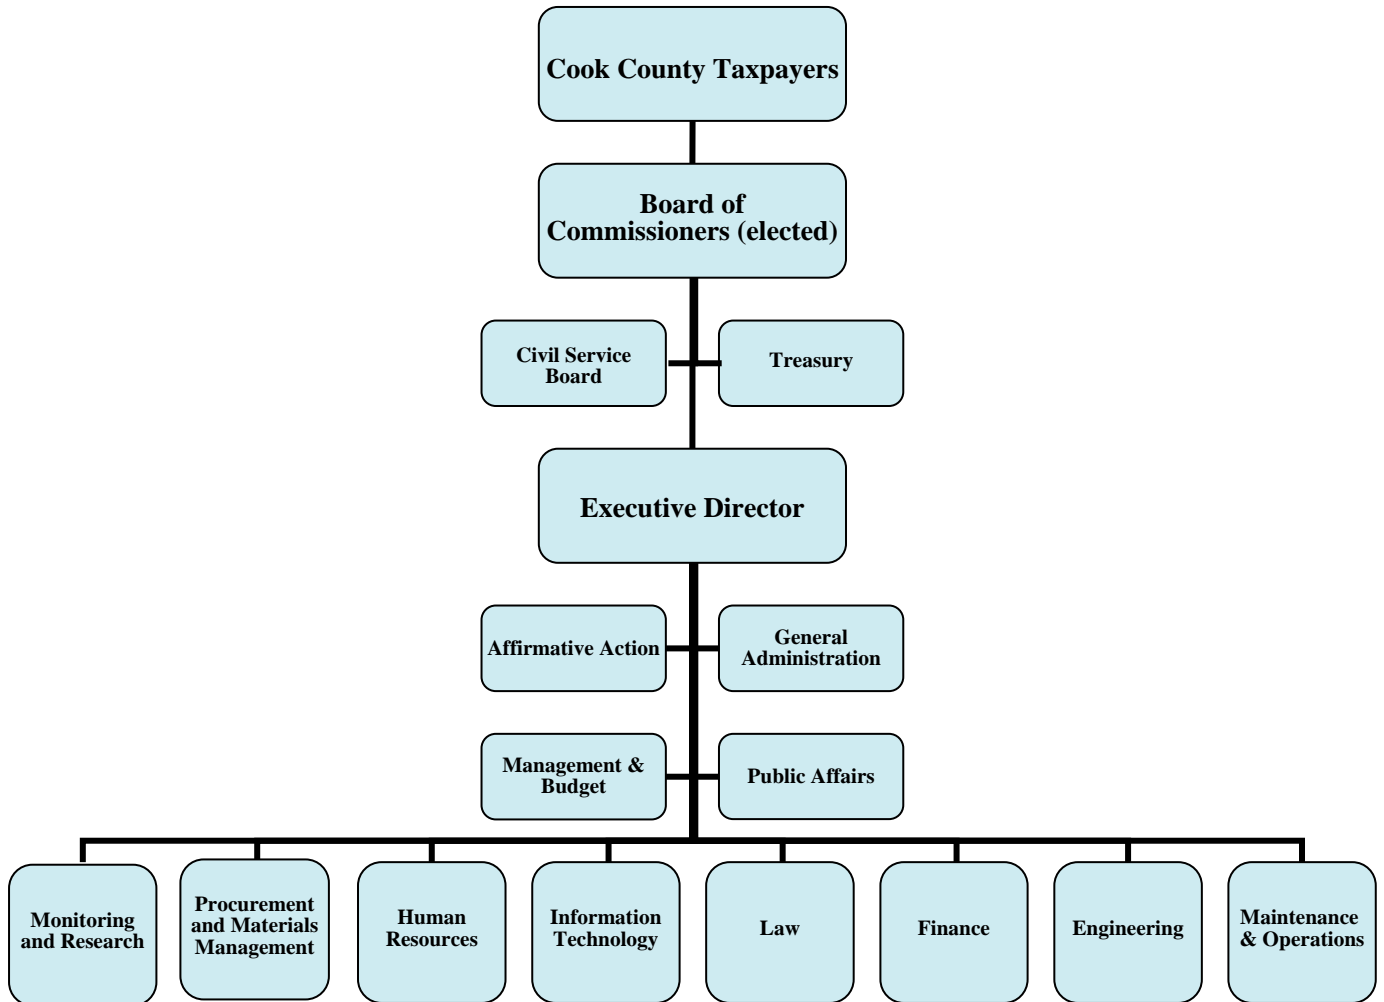 Cook County Taxpayers
Board of
Commissioners (elected)
Civil Service
Board
Treasury
Executive Director
Affirmative Action
General
Administration
Management &
Budget
Public Affairs
Monitoring
and Research
Procurement
and Materials
Management
Human
Resources
Information
Technology
Law
Finance
Engineering
Maintenance
& Operations